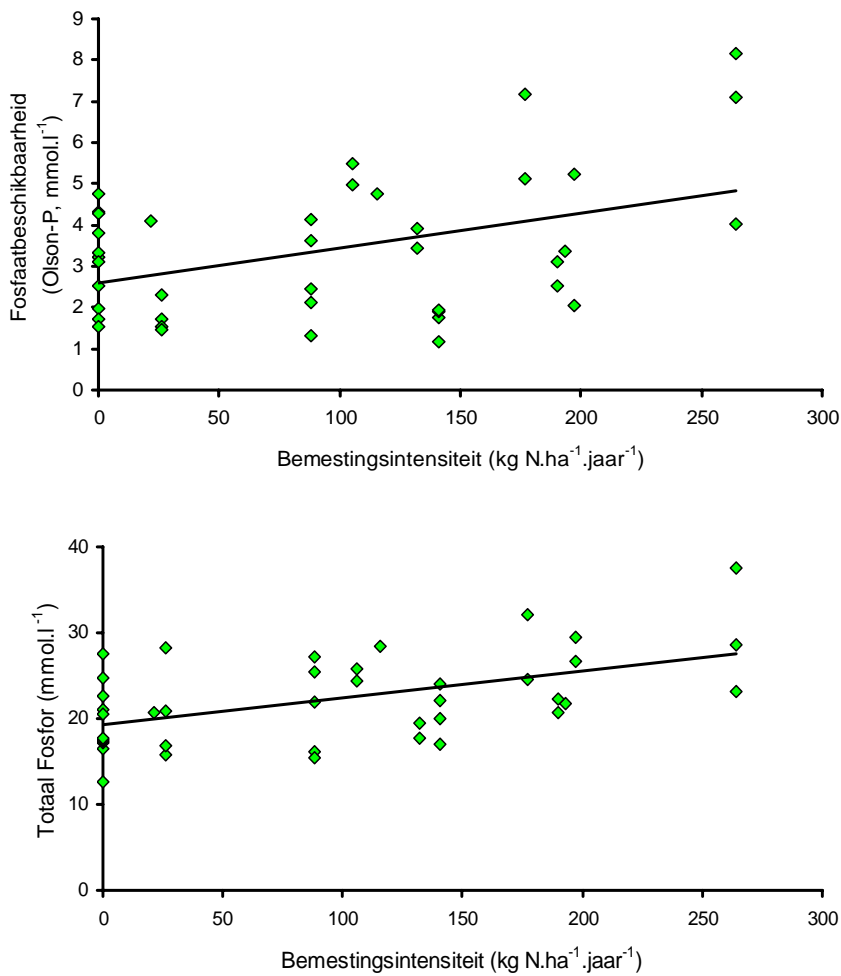 9
8
7
6
5
4
3
2
1
0
Fosfaatbeschikbaarheid
(Olson-P, mmol.l⁻¹)
0 50 100 150 200 250 300
Bemestingsintensiteit (kg N.ha⁻¹.jaar⁻¹)
40
30
20
10
0
Totaal Fosfor (mmol.l⁻¹)
0 50 100 150 200 250 300
Bemestingsintensiteit (kg N.ha⁻¹.jaar⁻¹)